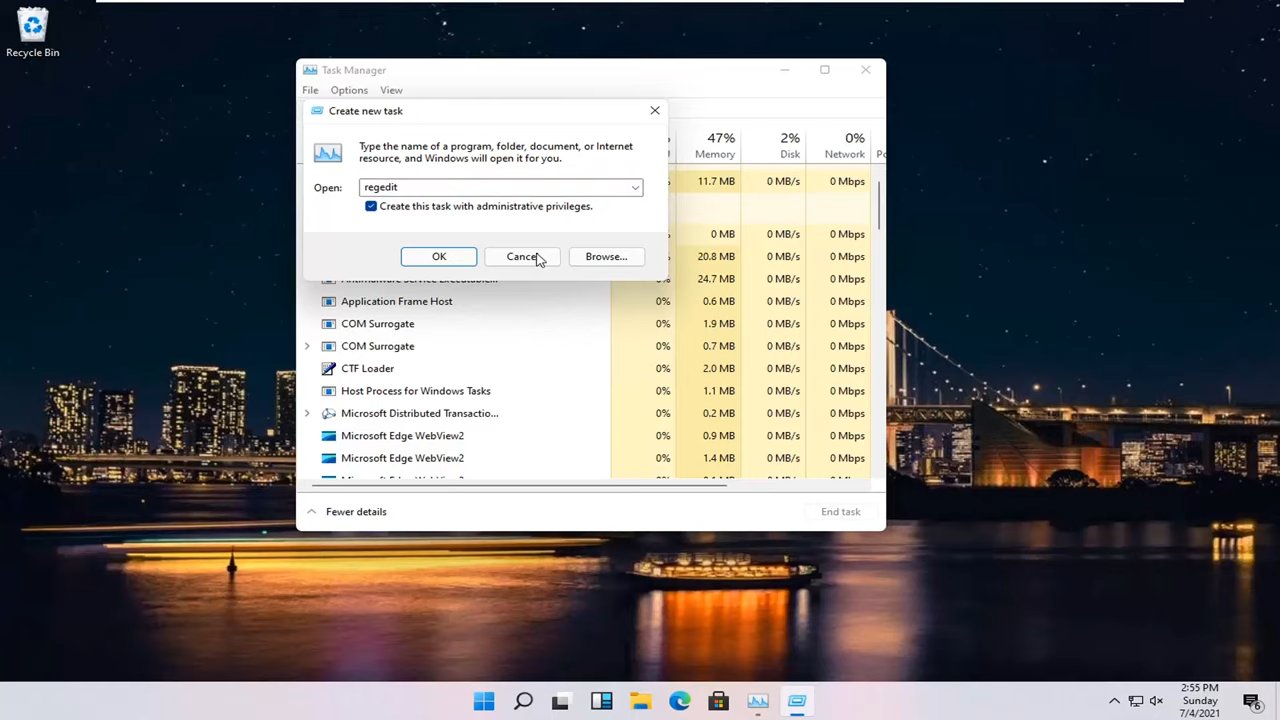 Recycle Bin
Task Manager
File Options View
Create new task
Type the name of a program, folder, document, or Internet
resource, and Windows will open it for you.
Open: regedit
Create this task with administrative privileges.
OK Browse...
47% 2% 0%
Memory Disk Network
11.7 MB 0 MB/s 0 Mbps
0 MB 0 MB/s 0 Mbps
20.8 MB 0 MB/s 0 Mbps
24.7 MB 0 MB/s 0 Mbps
Application Frame Host 0% 0.6 MB 0 MB/s 0 Mbps
COM Surrogate 0% 1.9 MB 0 MB/s 0 Mbps
COM Surrogate 0% 0.7 MB 0 MB/s 0 Mbps
CTF Loader 0% 2.0 MB 0 MB/s 0 Mbps
Host Process for Windows Tasks 0% 1.1 MB 0 MB/s 0 Mbps
Microsoft Distributed Transactio... 0% 0.2 MB 0 MB/s 0 Mbps
Microsoft Edge WebView2 0% 0.9 MB 0 MB/s 0 Mbps
Microsoft Edge WebView2 0% 1.4 MB 0 MB/s 0 Mbps
Fewer details End task
2:55 PM
Sunday
7/4/2021
6